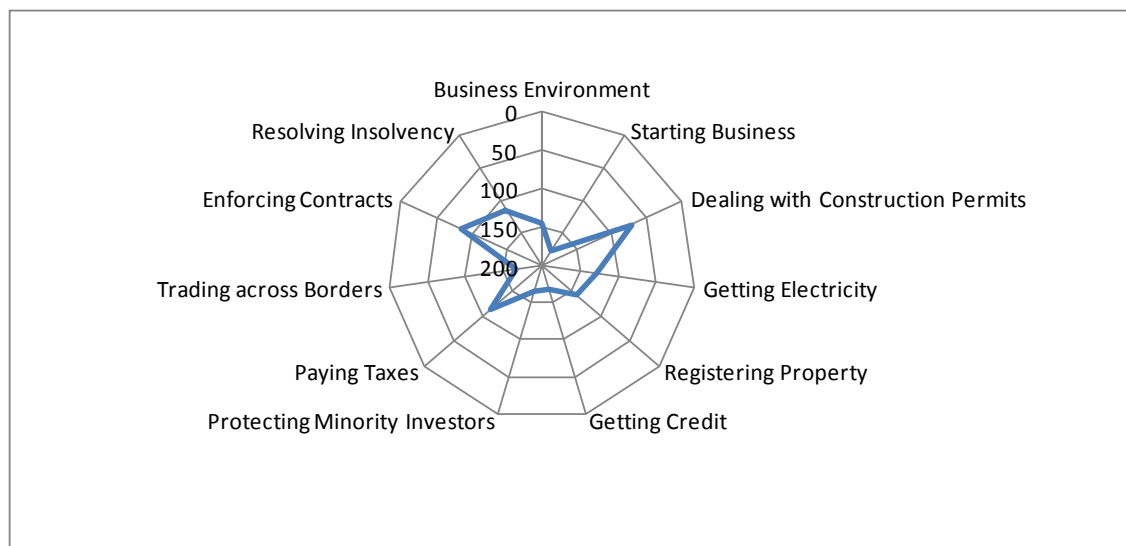 Business Environment
0
Resolving Insolvency
Starting Business
50
Enforcing Contracts
100
Dealing with Construction Permits
150
200
Trading across Borders
Getting Electricity
Paying Taxes
Registering Property
Protecting Minority Investors
Getting Credit